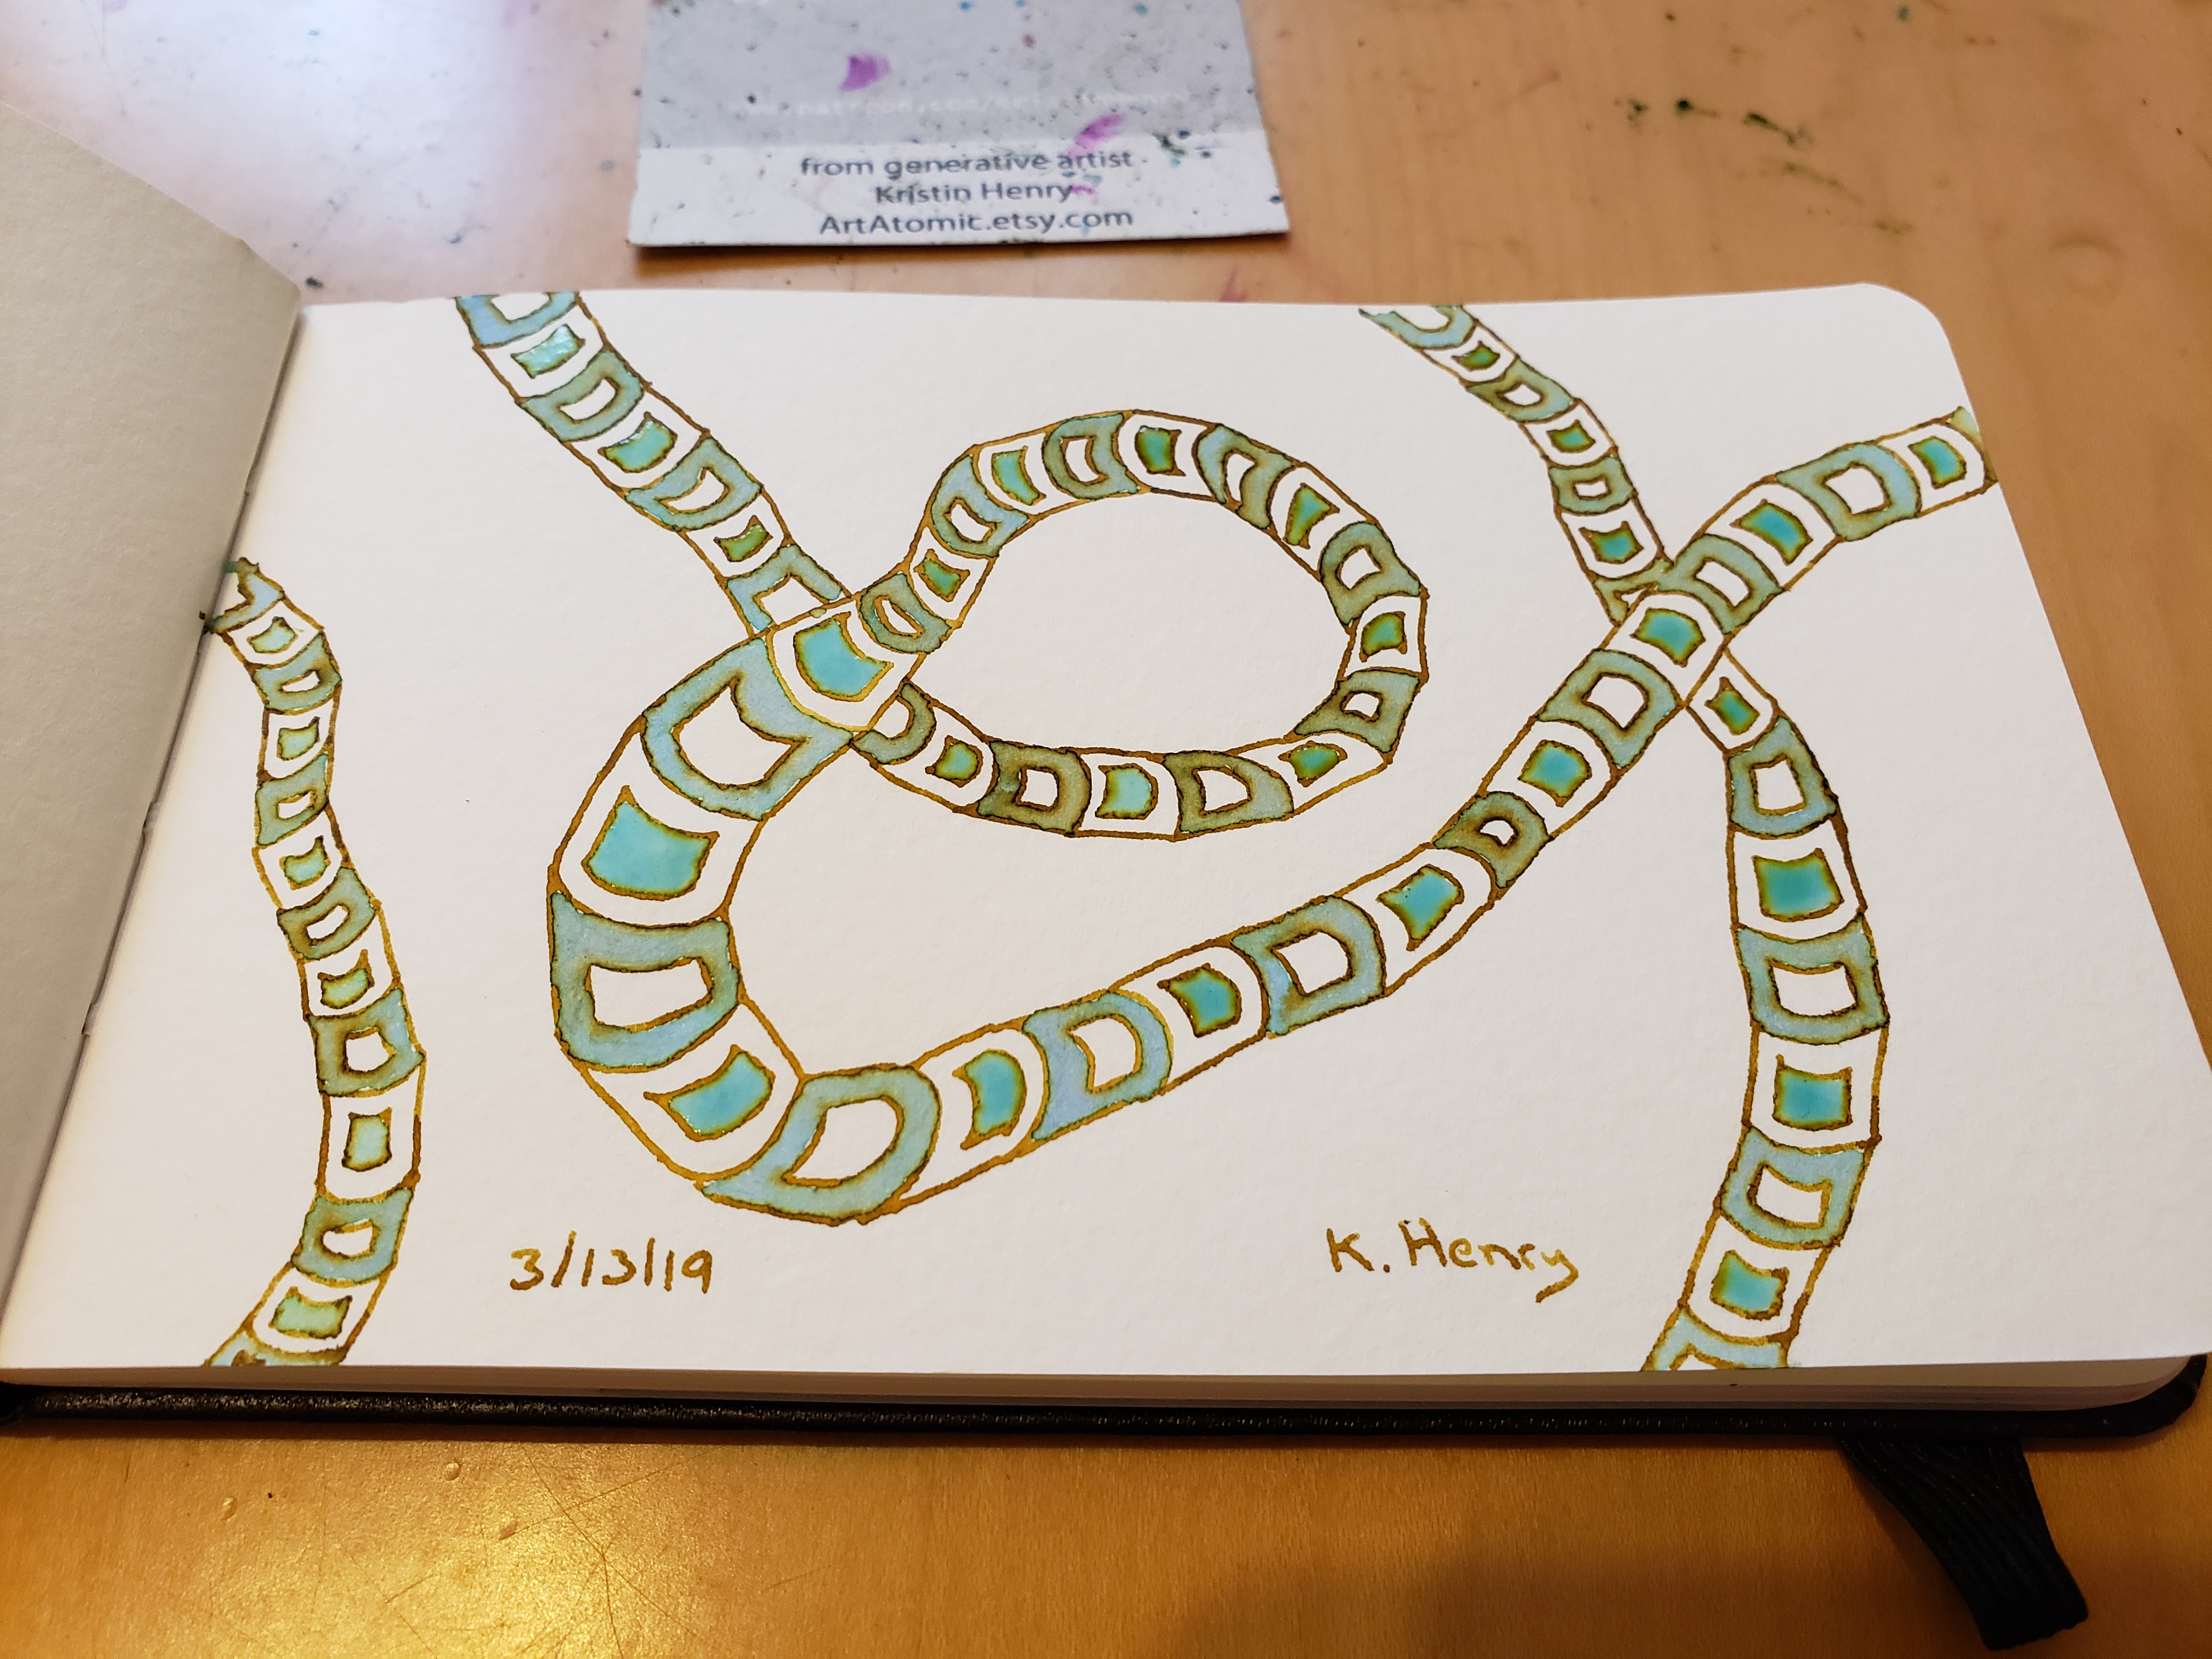 from generative artist
Kristin Henry
ArtAtomic.etsy.com
3/13/19
K. Henry